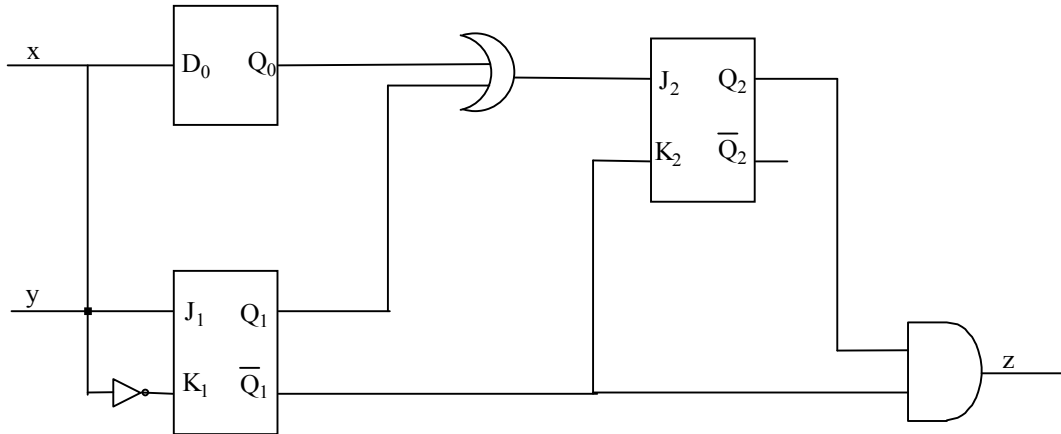 x
D₀ Q₀
J₂ Q₂
K₂ Q̅₂
y
J₁ Q₁
K₁ Q̅₁
z